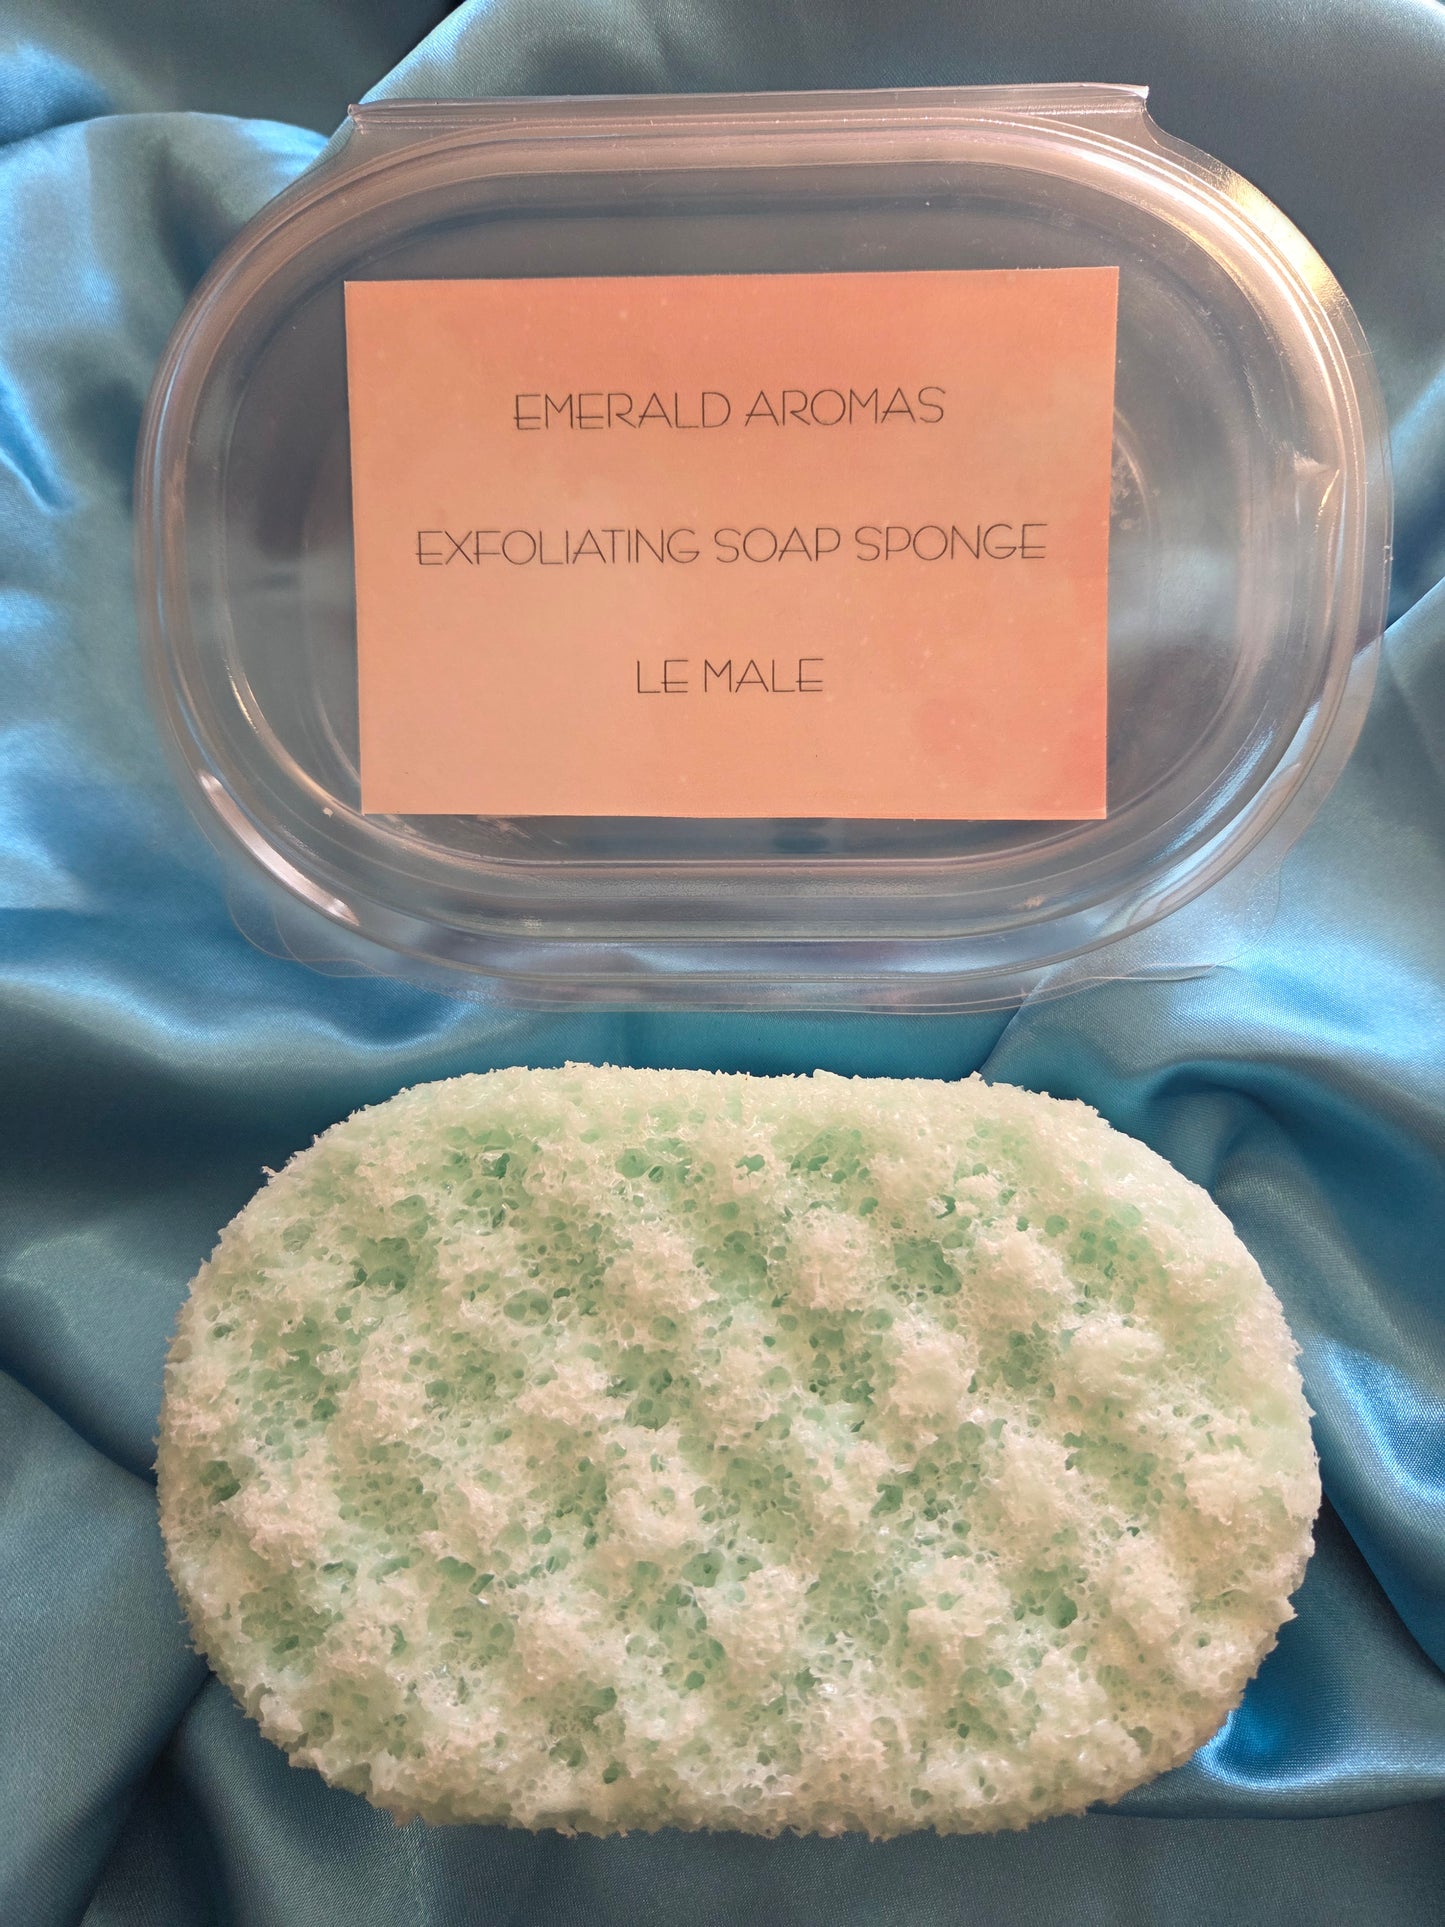 EMERALD AROMAS
EXFOLIATING SOAP SPONGE
LE MALE